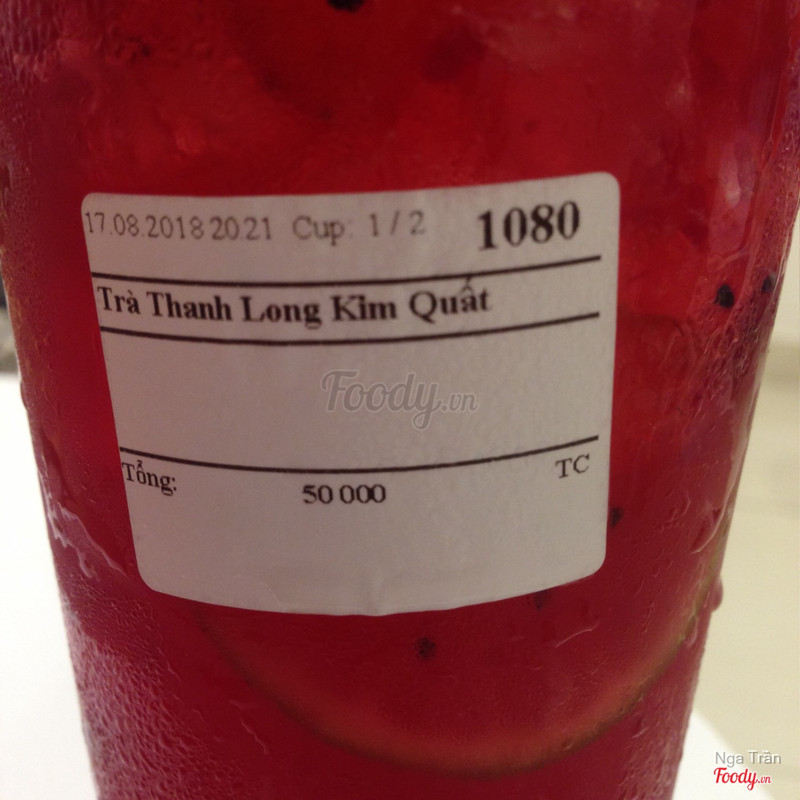 17.08.2018 20:21 Cup: 1 / 2 1080
Trà Thanh Long Kim Quất
Foody.vn
Tổng: 50 000 TC
Nga Trần
Foody.vn